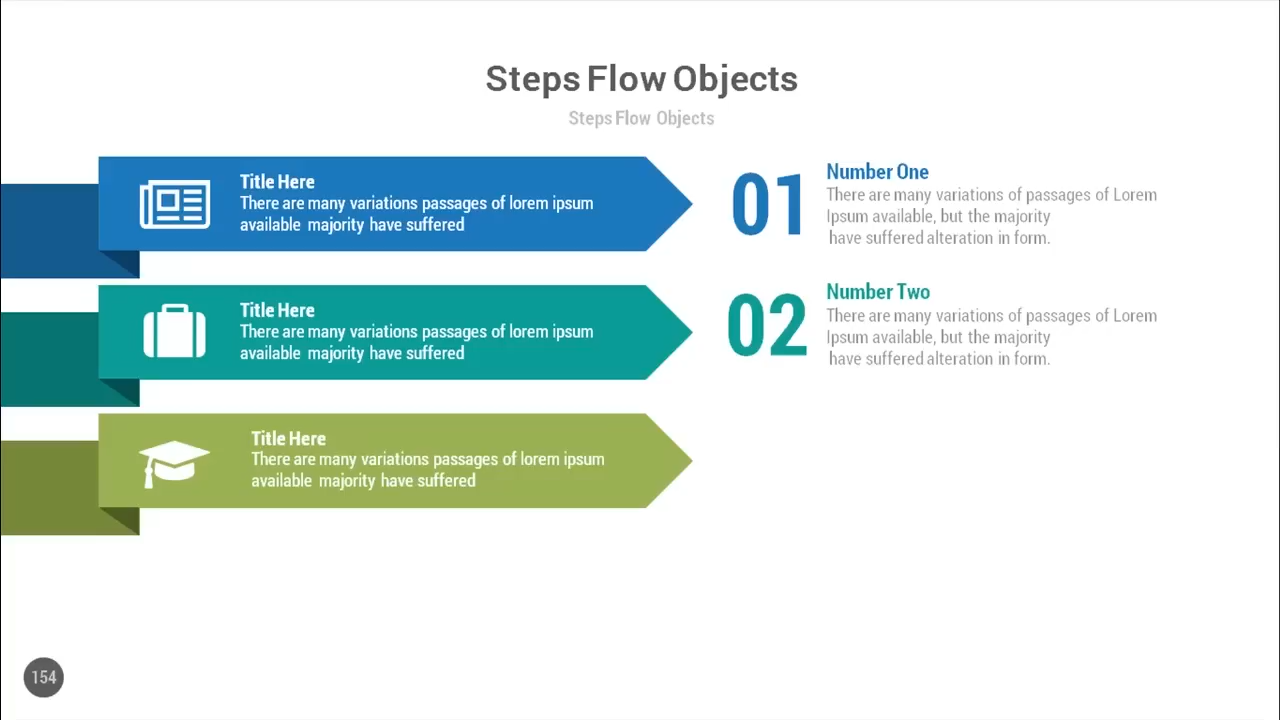 Steps Flow Objects
Steps Flow Objects
Title Here
There are many variations passages of lorem ipsum
available majority have suffered
01
Number One
There are many variations of passages of Lorem
Ipsum available, but the majority
have suffered alteration in form.
Title Here
There are many variations passages of lorem ipsum
available majority have suffered
02
Number Two
There are many variations of passages of Lorem
Ipsum available, but the majority
have suffered alteration in form.
Title Here
There are many variations passages of lorem ipsum
available majority have suffered
154